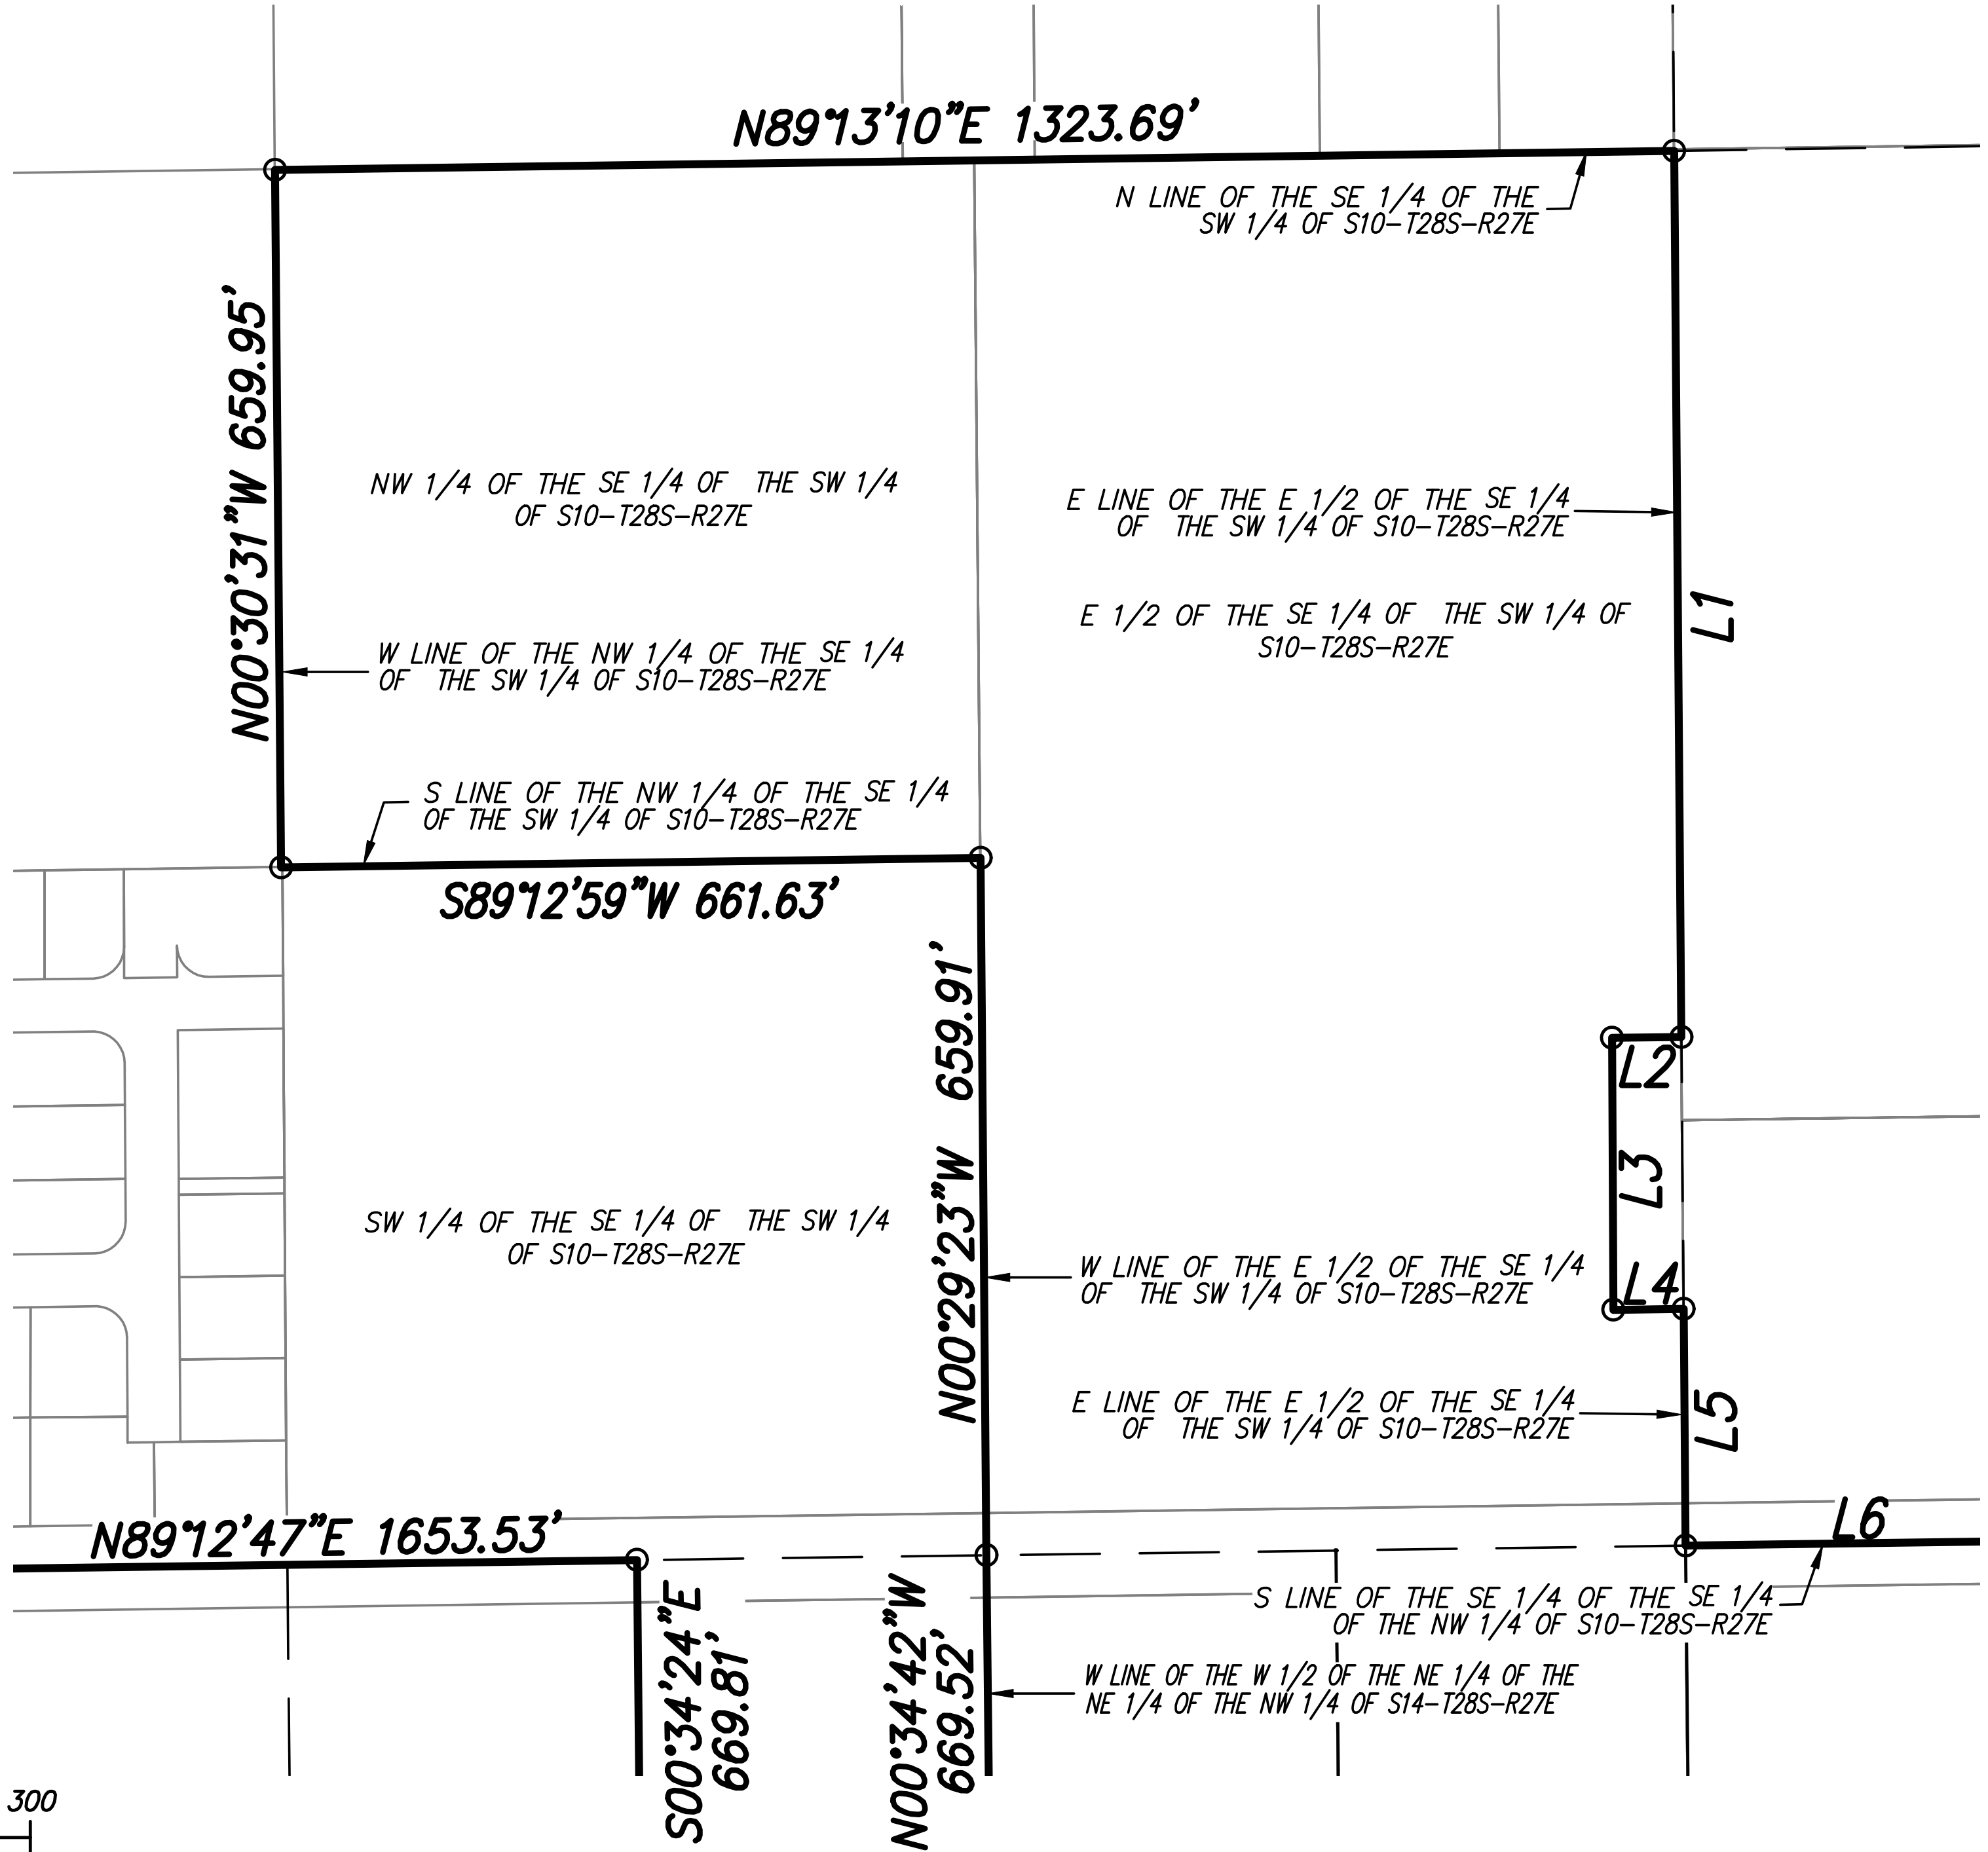 N89°13'10"E 1323.69'
N LINE OF THE SE 1/4 OF THE
SW 1/4 OF S10-T28S-R27E
N00°30'31"W 659.95'
NW 1/4 OF THE SE 1/4 OF THE SW 1/4
OF S10-T28S-R27E
E LINE OF THE E 1/2 OF THE SE 1/4
OF THE SW 1/4 OF S10-T28S-R27E
L1
E 1/2 OF THE SE 1/4 OF THE SW 1/4 OF
S10-T28S-R27E
W LINE OF THE NW 1/4 OF THE SE 1/4
OF THE SW 1/4 OF S10-T28S-R27E
S LINE OF THE NW 1/4 OF THE SE 1/4
OF THE SW 1/4 OF S10-T28S-R27E
S89°12'59"W 661.63'
N00°29'23"W 659.91'
L2
L3
L4
SW 1/4 OF THE SE 1/4 OF THE SW 1/4
OF S10-T28S-R27E
W LINE OF THE E 1/2 OF THE SE 1/4
OF THE SW 1/4 OF S10-T28S-R27E
E LINE OF THE E 1/2 OF THE SE 1/4
OF THE SW 1/4 OF S10-T28S-R27E
L5
L6
N89°12'47"E 1653.53'
S00°34'24"E
669.81'
N00°34'42"W
669.52'
S LINE OF THE SE 1/4 OF THE SE 1/4
OF THE NW 1/4 OF S10-T28S-R27E
W LINE OF THE W 1/2 OF THE NE 1/4 OF THE
NE 1/4 OF THE NW 1/4 OF S14-T28S-R27E
300